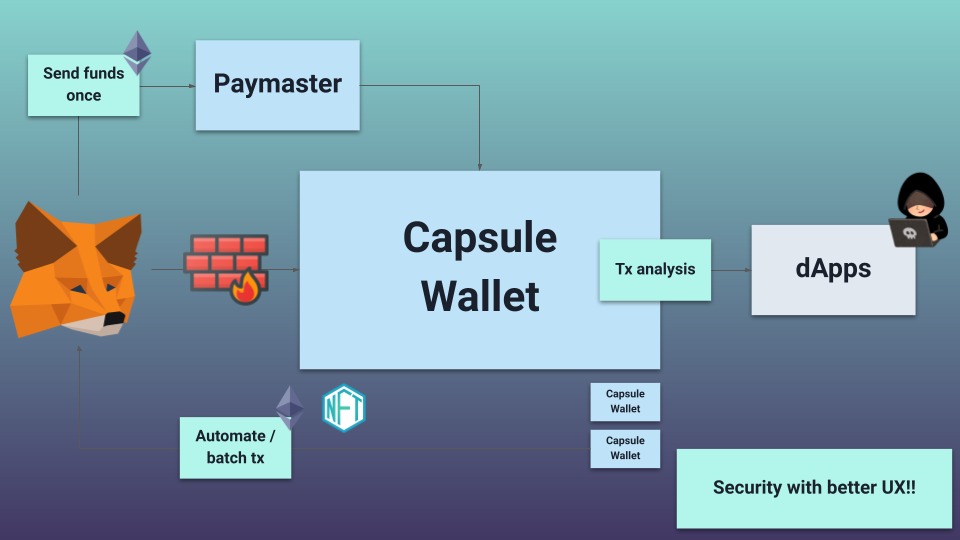 Send funds
once
Paymaster
Capsule
Wallet
Tx analysis
dApps
NFT
Capsule
Wallet
Automate /
batch tx
Capsule
Wallet
Security with better UX!!